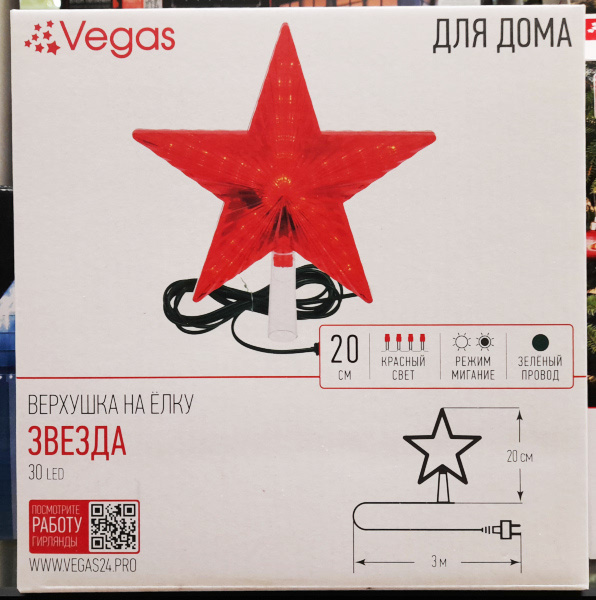 Vegas
ДЛЯ ДОМА
20
СМ
КРАСНЫЙ
СВЕТ
РЕЖИМ
МИГАНИЕ
ЗЕЛЕНЫЙ
ПРОВОД
ВЕРХУШКА НА ЁЛКУ
ЗВЕЗДА
30 LED
20 СМ
ПОСМОТРИТЕ
РАБОТУ
ГИРЛЯНДЫ
WWW.VEGAS24.PRO
3 М